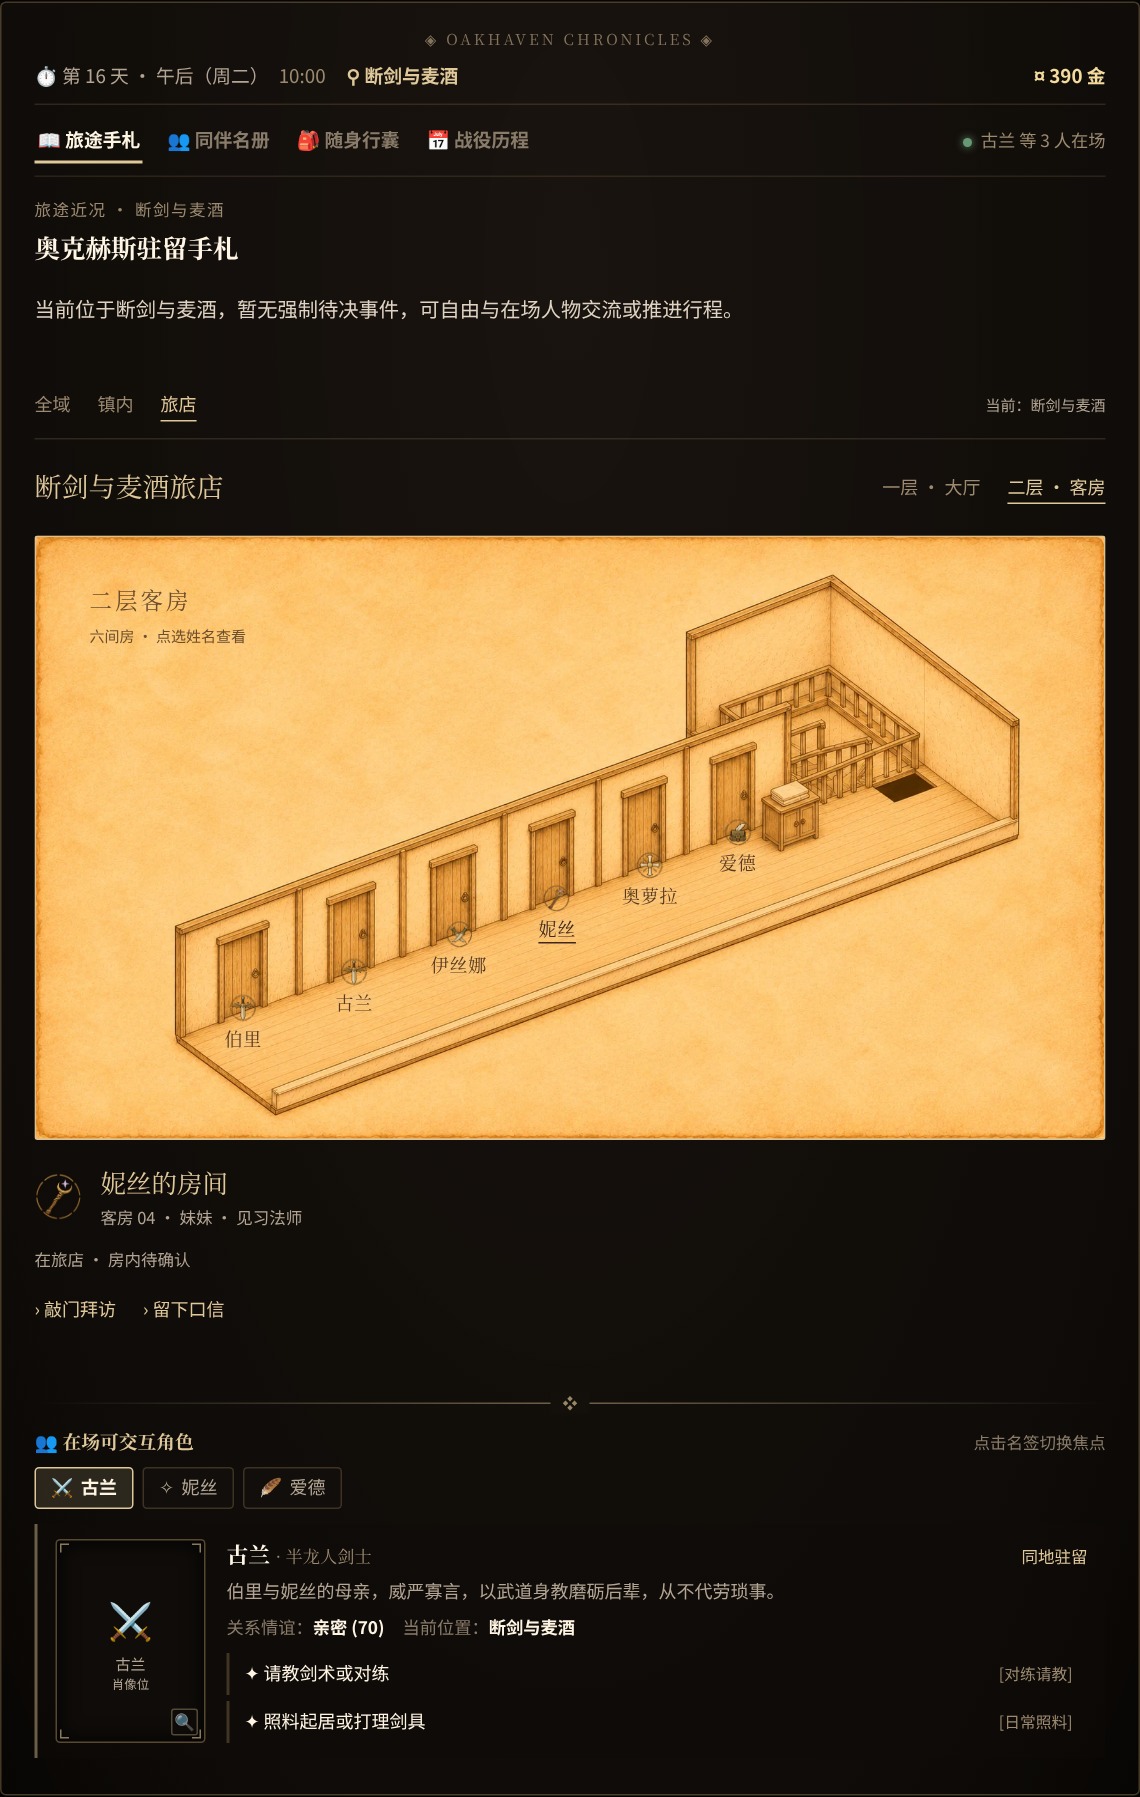 ◈ OAKHAVEN CHRONICLES ◈
⏱️ 第 16 天 · 午后（周二） 10:00 ⚲ 断剑与麦酒 ¤ 390 金
📖 旅途手札 👥 同伴名册 🎒 随身行囊 📅 战役历程 ● 古兰 等 3 人在场
旅途近况 · 断剑与麦酒
奥克赫斯驻留手札
当前位于断剑与麦酒，暂无强制待决事件，可自由与在场人物交流或推进行程。
全域 镇内 旅店 当前：断剑与麦酒
断剑与麦酒旅店 一层 · 大厅 二层 · 客房
二层客房
六间房 · 点选姓名查看
爱德
奥萝拉
妮丝
伊丝娜
古兰
伯里
妮丝的房间
客房 04 · 妹妹 · 见习法师
在旅店 · 房内待确认
› 敲门拜访 › 留下口信
❖
👥 在场可交互角色 点击名签切换焦点
⚔️ 古兰 ✧ 妮丝 🪶 爱德
古兰 · 半龙人剑士 同地驻留
伯里与妮丝的母亲，威严寡言，以武道身教磨砺后辈，从不代劳琐事。
关系情谊：亲密 (70) 当前位置：断剑与麦酒
古兰
肖像位
✦ 请教剑术或对练 [对练请教]
✦ 照料起居或打理剑具 [日常照料]